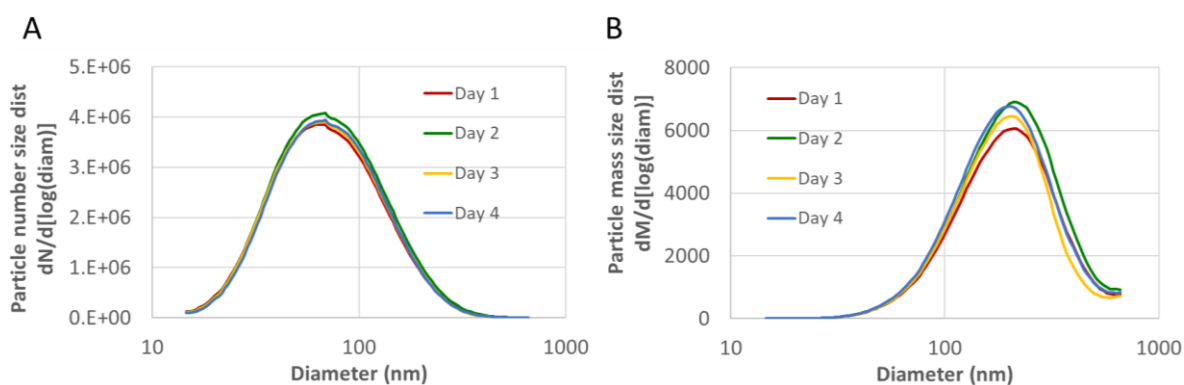 A
Particle number size dist
dN/d[log(diam)]
5.E+06
4.E+06
3.E+06
2.E+06
1.E+06
0.E+00
10
100
1000
Diameter (nm)
Day 1
Day 2
Day 3
Day 4
B
Particle mass size dist
dM/d[log(diam)]
8000
6000
4000
2000
0
10
100
1000
Diameter (nm)
Day 1
Day 2
Day 3
Day 4